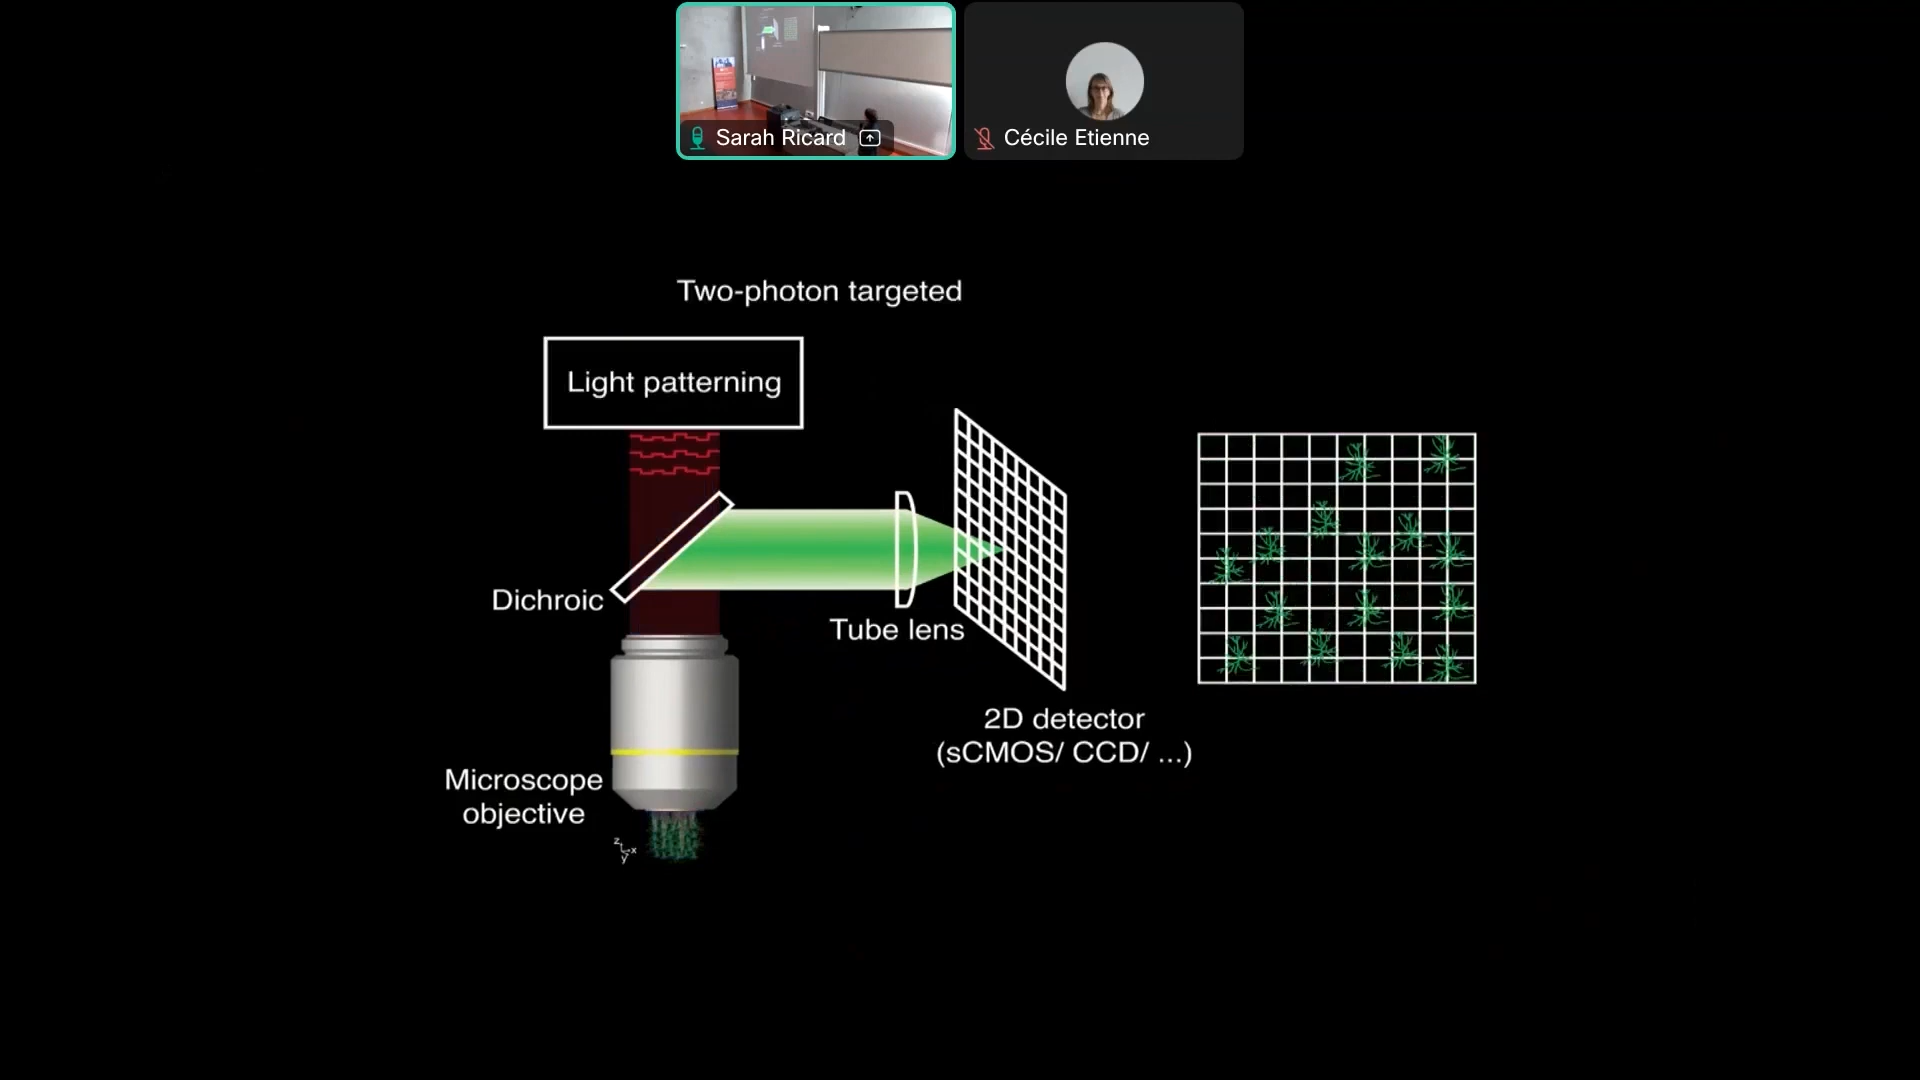 Sarah Ricard
Cécile Etienne
Two-photon targeted
Light patterning
Dichroic
Tube lens
2D detector
(sCMOS/ CCD/ ...)
Microscope
objective
z
x
y